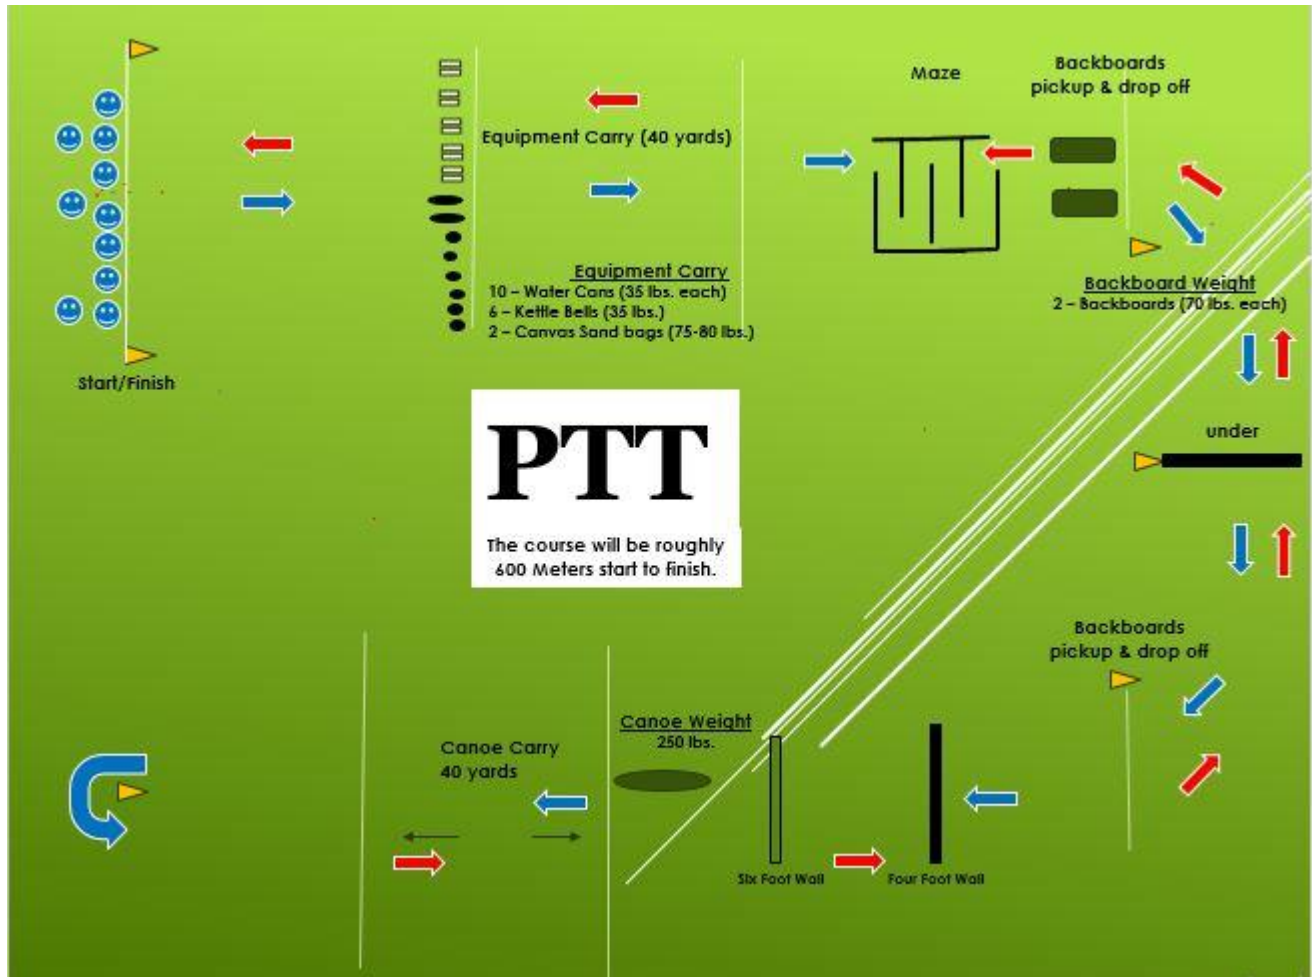 Maze
Backboards
pickup & drop off
Equipment Carry (40 yards)
Equipment Carry
10 – Water Cans (35 lbs. each)
6 – Kettle Bells (35 lbs.)
2 – Canvas Sand bags (75-80 lbs.)
Backboard Weight
2 – Backboards (70 lbs. each)
Start/Finish
under
PTT
The course will be roughly
600 Meters start to finish.
Backboards
pickup & drop off
Canoe Weight
250 lbs.
Canoe Carry
40 yards
Six Foot Wall
Four Foot Wall